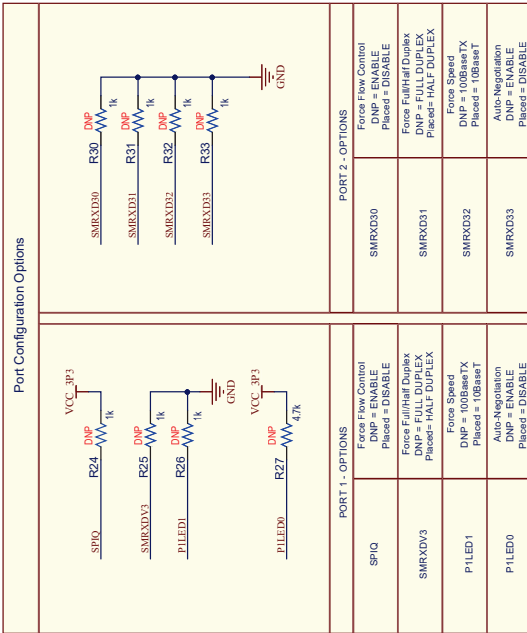 Port Configuration Options
VCC_3P3
SPIQ
R24
DNP
1k
SMRXDV3
R25
DNP
1k
P1LED1
R26
DNP
1k
GND
VCC_3P3
P1LED0
R27
DNP
4.7k
SMRXD30
R30
DNP
1k
SMRXD31
R31
DNP
1k
SMRXD32
R32
DNP
1k
SMRXD33
R33
DNP
1k
GND
PORT 1 - OPTIONS
SPIQ
Force Flow Control
DNP = ENABLE
Placed = DISABLE
SMRXDV3
Force Full/Half Duplex
DNP = FULL DUPLEX
Placed= HALF DUPLEX
P1LED1
Force Speed
DNP = 100BaseTX
Placed = 10BaseT
P1LED0
Auto-Negotiation
DNP = ENABLE
Placed = DISABLE
PORT 2 - OPTIONS
SMRXD30
Force Flow Control
DNP = ENABLE
Placed = DISABLE
SMRXD31
Force Full/Half Duplex
DNP = FULL DUPLEX
Placed= HALF DUPLEX
SMRXD32
Force Speed
DNP = 100BaseTX
Placed = 10BaseT
SMRXD33
Auto-Negotiation
DNP = ENABLE
Placed = DISABLE